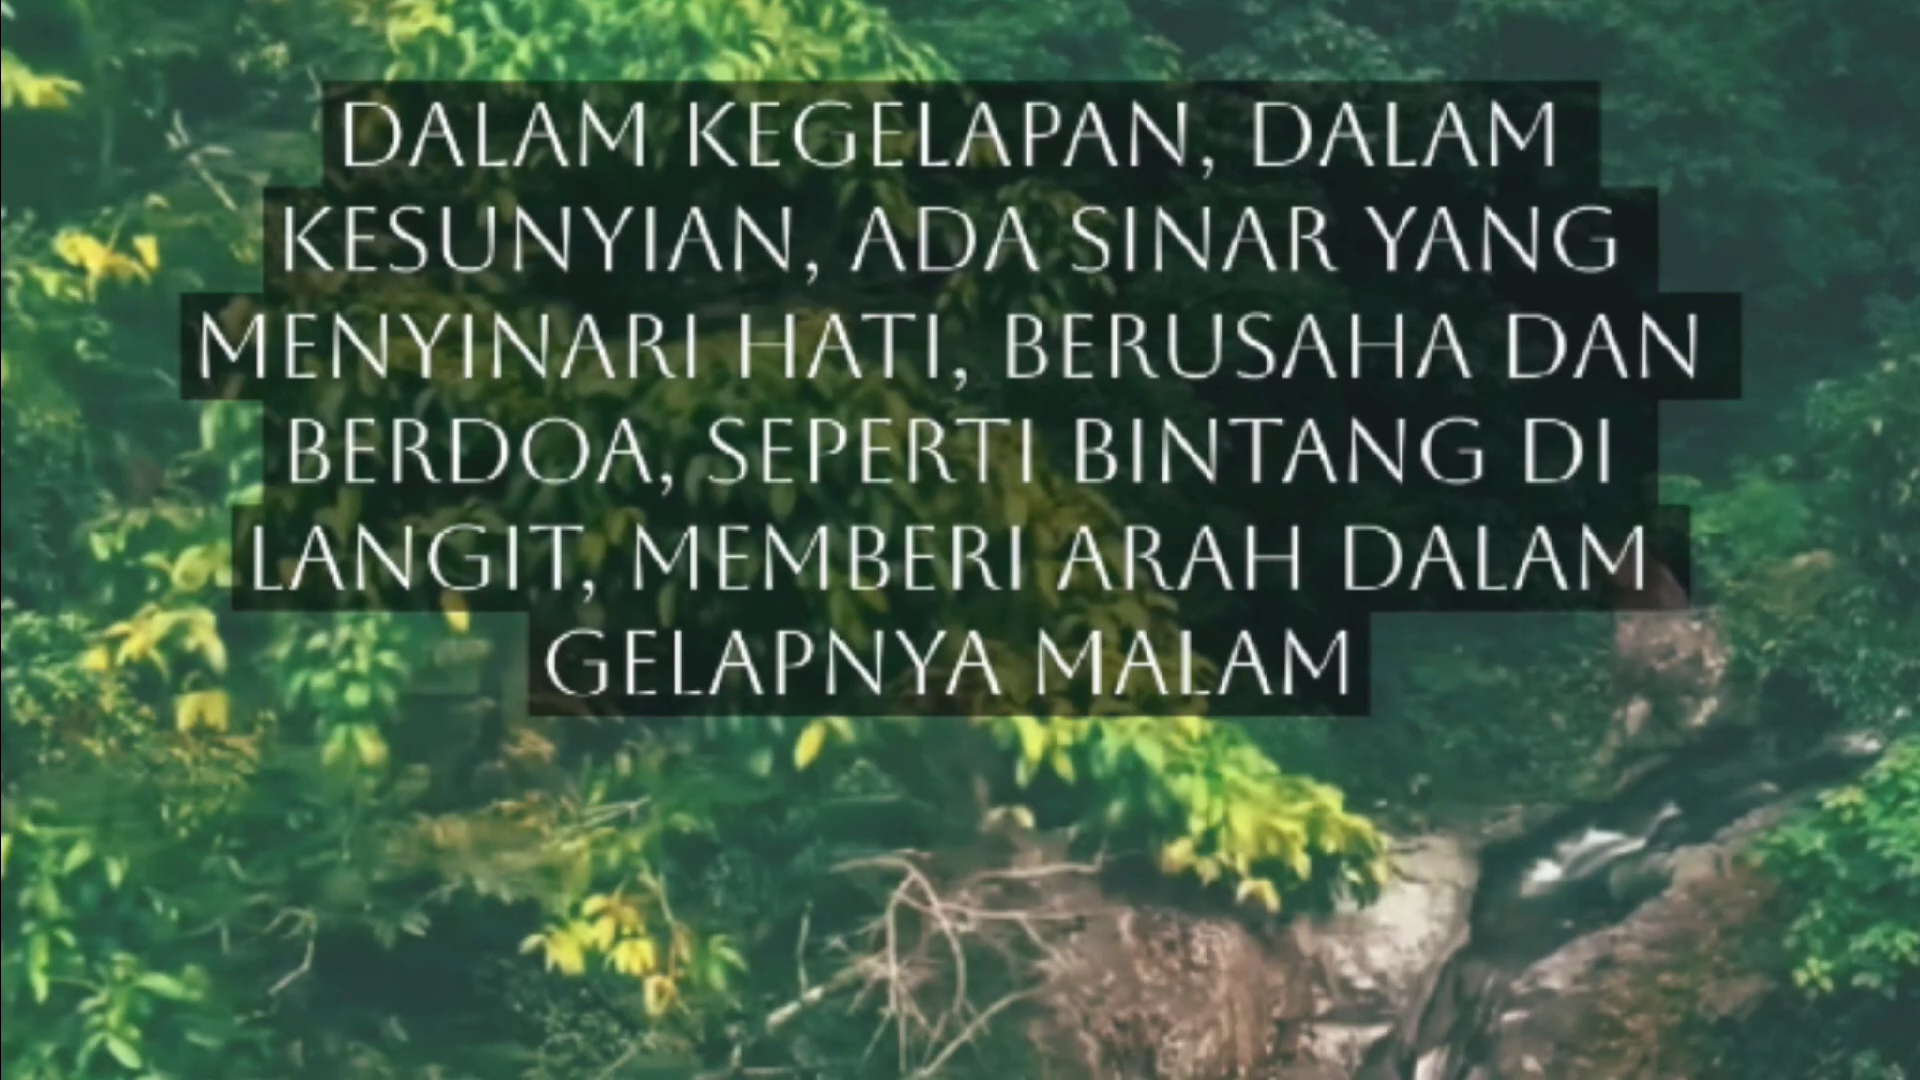 DALAM KEGELAPAN, DALAM
KESUNYIAN, ADA SINAR YANG
MENYINARI HATI, BERUSAHA DAN
BERDOA, SEPERTI BINTANG DI
LANGIT, MEMBERI ARAH DALAM
GELAPNYA MALAM